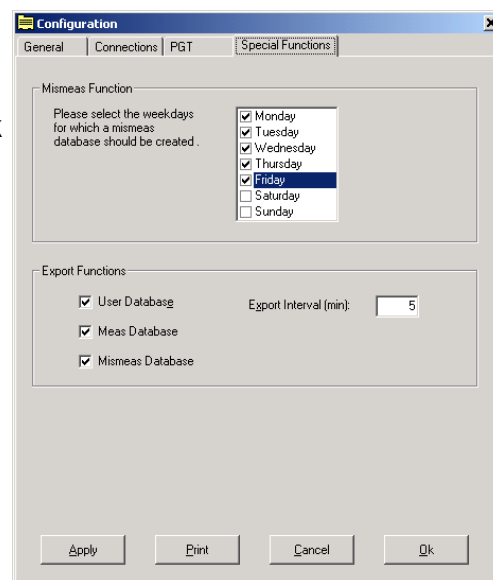 Configuration
General Connections PGT Special Functions
Mismeas Function
Please select the weekdays
for which a mismeas
database should be created .
Monday
Tuesday
Wednesday
Thursday
Friday
Saturday
Sunday
Export Functions
User Database Export Interval (min): 5
Meas Database
Mismeas Database
Apply Print Cancel Ok